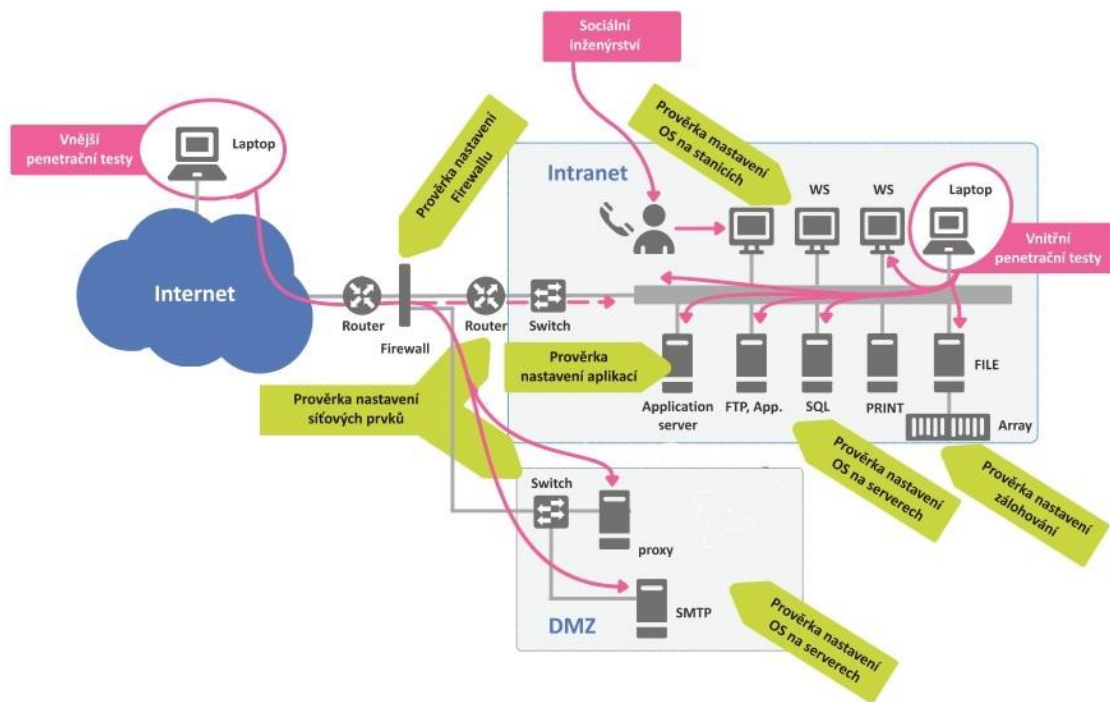 Sociální
inženýrství
Vnější
penetrační testy
Laptop
Prověrka nastavení
Firewallu
Prověrka mastavení
OS na stanicích
Intranet
WS
WS
Laptop
Vnitřní
penetrační testy
Internet
Router
Firewall
Router
Switch
Prověrka
nastavení aplikací
Prověrka nastavení
síťových prvků
Application
server
FTP, App.
SQL
PRINT
FILE
Array
Prověrka nastavení
OS na serverech
Prověrka nastavení
zálohování
Switch
proxy
SMTP
DMZ
Prověrka nastavení
OS na serverech